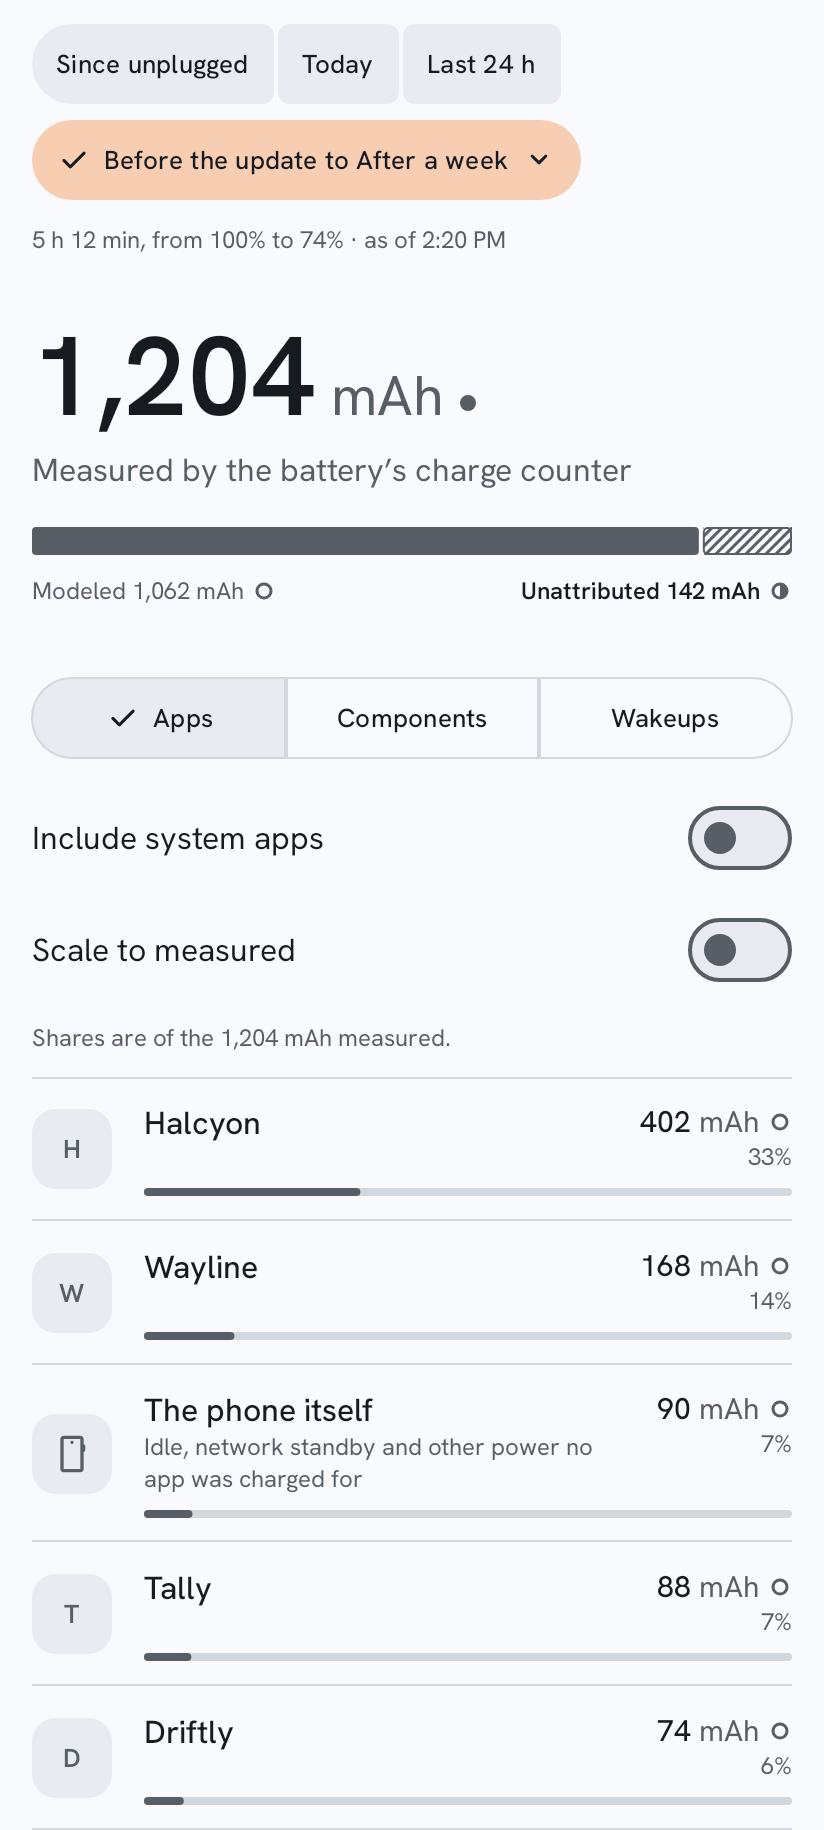 Since unplugged Today Last 24 h
Before the update to After a week
5 h 12 min, from 100% to 74% · as of 2:20 PM
1,204 mAh
Measured by the battery’s charge counter
Modeled 1,062 mAh Unattributed 142 mAh
Apps Components Wakeups
Include system apps
Scale to measured
Shares are of the 1,204 mAh measured.
H Halcyon 402 mAh
33%
W Wayline 168 mAh
14%
The phone itself 90 mAh
Idle, network standby and other power no 7%
app was charged for
T Tally 88 mAh
7%
D Driftly 74 mAh
6%